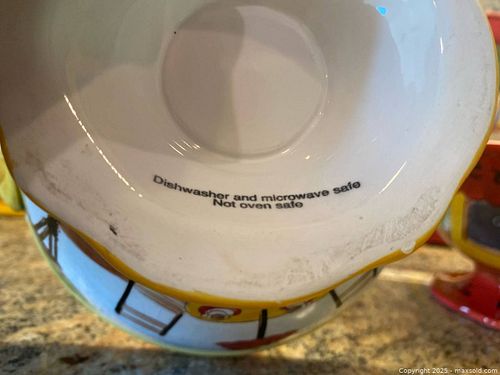 Dishwasher and microwave safe
Not oven safe
Copyright 2025 - maxsold.com